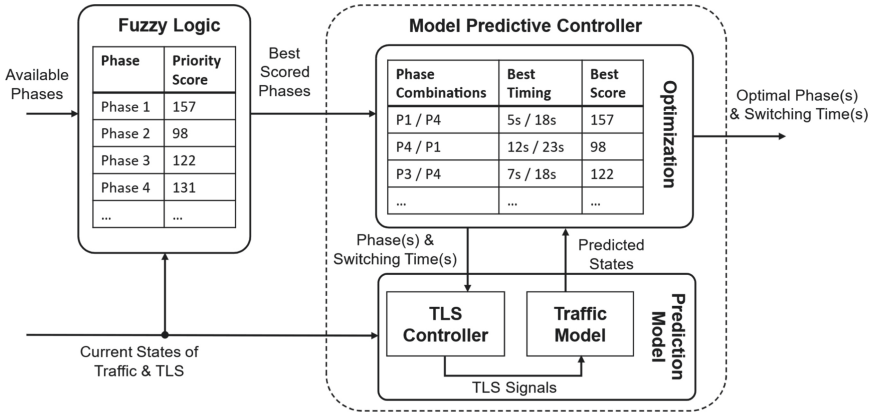 Fuzzy Logic
Phase Priority Score
Phase 1 157
Phase 2 98
Phase 3 122
Phase 4 131
... ...
Available
Phases
Best
Scored
Phases
Model Predictive Controller
Phase Combinations Best Timing Best Score
P1 / P4 5s / 18s 157
P4 / P1 12s / 23s 98
P3 / P4 7s / 18s 122
... ... ...
Optimization
Optimal Phase(s)
& Switching Time(s)
Phase(s) &
Switching Time(s)
Predicted
States
TLS
Controller
Traffic
Model
Prediction
Model
TLS Signals
Current States of
Traffic & TLS